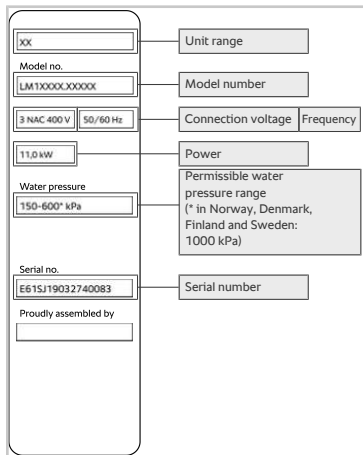 XX
Unit range
Model no.
LM1XXXX.XXXXX
Model number
3 NAC 400 V
50/60 Hz
Connection voltage
Frequency
11,0 kW
Power
Water pressure
150-600* kPa
Permissible water
pressure range
(* in Norway, Denmark,
Finland and Sweden:
1000 kPa)
Serial no.
E61SJ19032740083
Serial number
Proudly assembled by